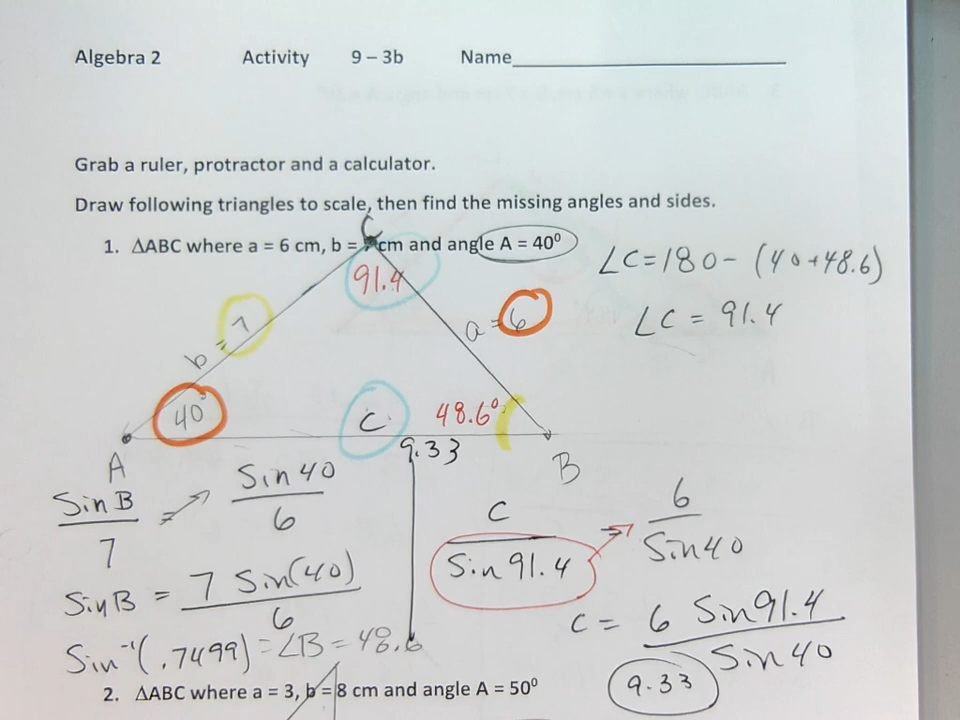 Algebra 2 Activity 9 – 3b Name
Grab a ruler, protractor and a calculator.
Draw following triangles to scale, then find the missing angles and sides.
C
1. ΔABC where a = 6 cm, b = 7 cm and angle A = 40⁰
∠C = 180 - (40 + 48.6)
91.4
∠C = 91.4
b = 7
a = 6
40°
C
48.6°
9.33
A
B
Sin B / 7 = Sin 40 / 6
C / Sin 91.4 = 6 / Sin 40
Sin B = 7 Sin(40) / 6
C = 6 Sin 91.4 / Sin 40
Sin⁻¹(.7499) = ∠B = 48.6
9.33
2. ΔABC where a = 3, b = 8 cm and angle A = 50⁰